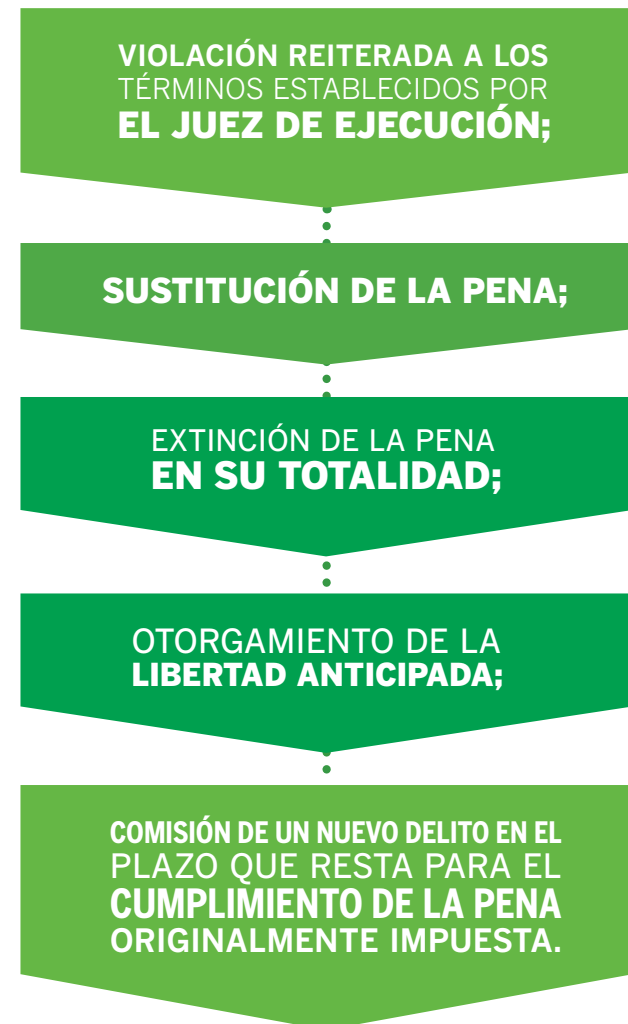 VIOLACIÓN REITERADA A LOS
TÉRMINOS ESTABLECIDOS POR
EL JUEZ DE EJECUCIÓN;
SUSTITUCIÓN DE LA PENA;
EXTINCIÓN DE LA PENA
EN SU TOTALIDAD;
OTORGAMIENTO DE LA
LIBERTAD ANTICIPADA;
COMISIÓN DE UN NUEVO DELITO EN EL
PLAZO QUE RESTA PARA EL
CUMPLIMIENTO DE LA PENA
ORIGINALMENTE IMPUESTA.